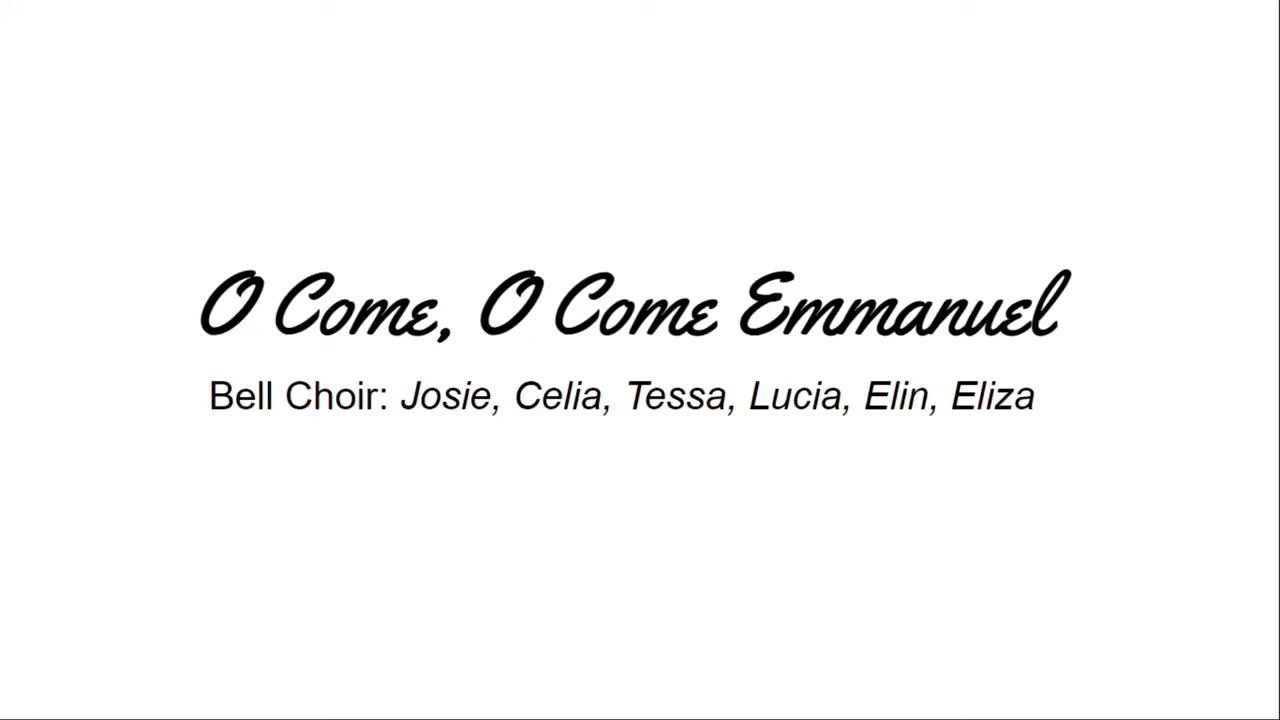 O Come, O Come Emmanuel
Bell Choir: Josie, Celia, Tessa, Lucia, Elin, Eliza